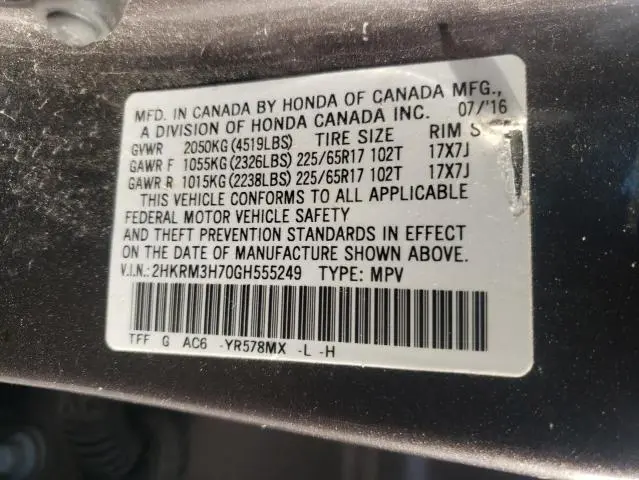 MFD. IN CANADA BY HONDA OF CANADA MFG.,
A DIVISION OF HONDA CANADA INC. 07/'16
GVWR 2050KG(4519LBS) TIRE SIZE RIM S
GAWR F 1055KG(2326LBS) 225/65R17 102T 17X7J
GAWR R 1015KG(2238LBS) 225/65R17 102T 17X7J
THIS VEHICLE CONFORMS TO ALL APPLICABLE
FEDERAL MOTOR VEHICLE SAFETY
AND THEFT PREVENTION STANDARDS IN EFFECT
ON THE DATE OF MANUFACTURE SHOWN ABOVE.
V.I.N.:2HKRM3H70GH555249 TYPE: MPV
TFF G AC6 -YR578MX -L -H